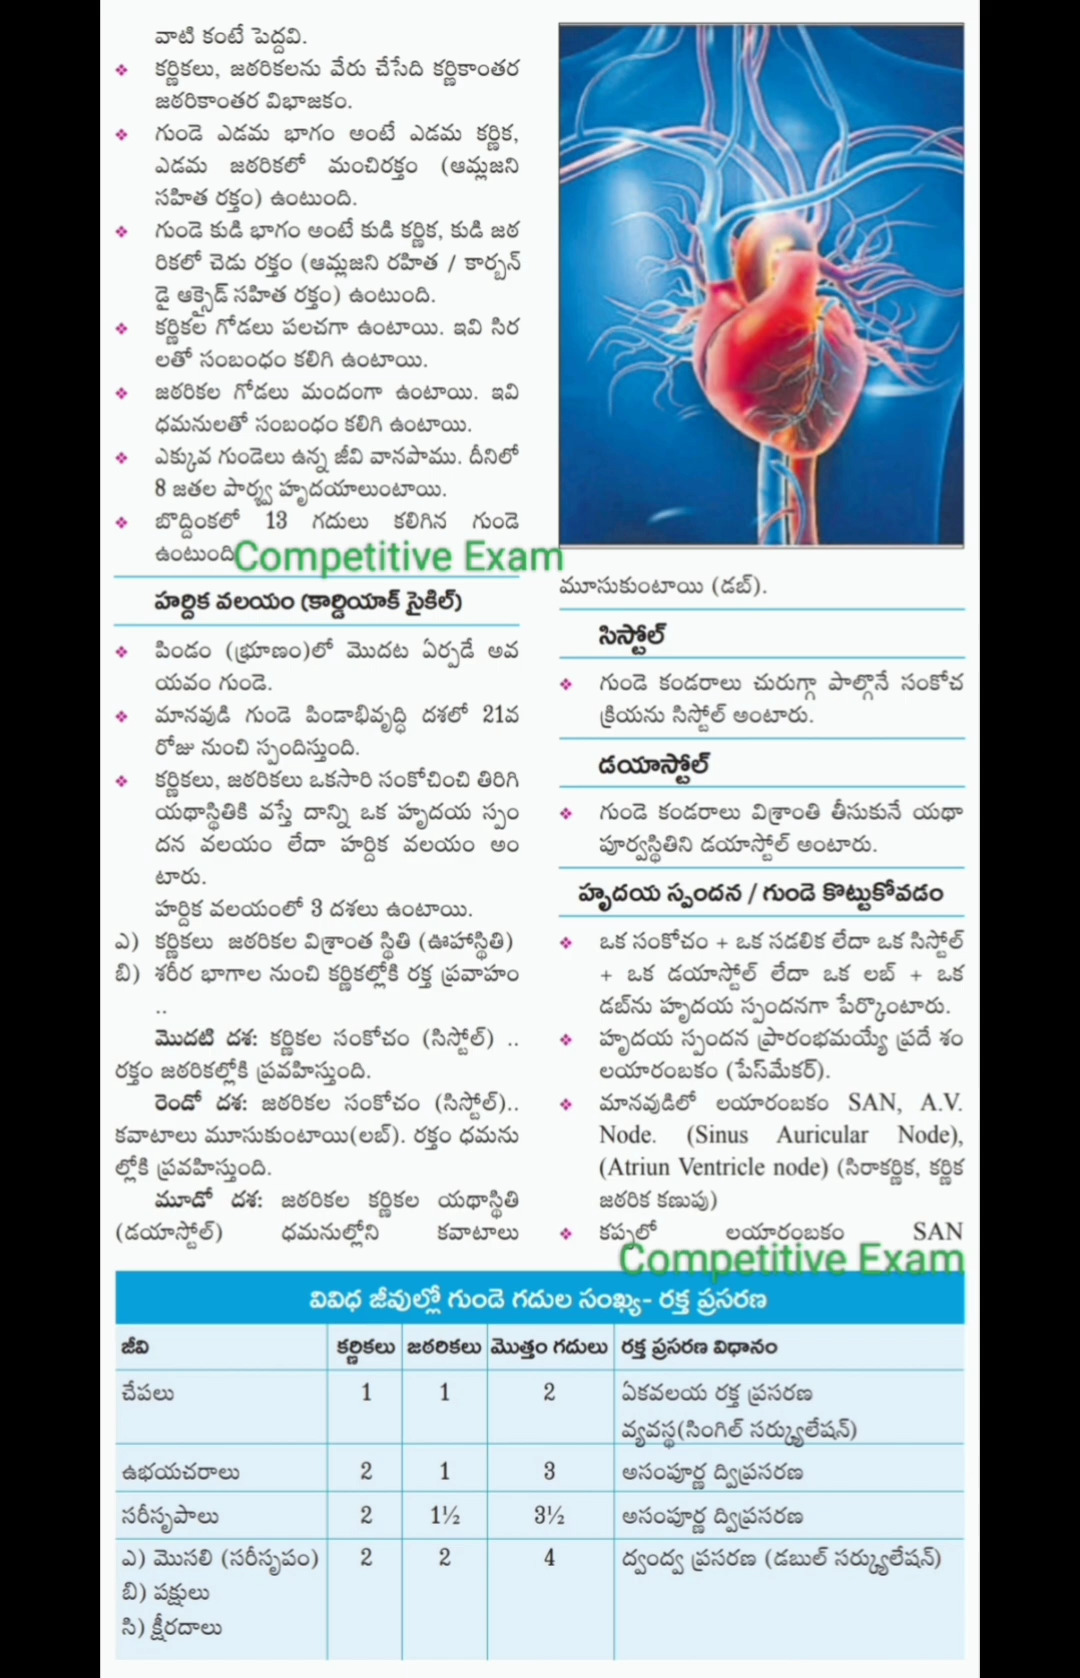 వాటి కంటే పెద్దవి.
❖ కర్ణికలు, జఠరికలను వేరు చేసేది కర్ణికాంతర
జఠరికాంతర విభాజకం.
❖ గుండె ఎడమ భాగం అంటే ఎడమ కర్ణిక,
ఎడమ జఠరికలో మంచిరక్తం (ఆమ్లజని
సహిత రక్తం) ఉంటుంది.
❖ గుండె కుడి భాగం అంటే కుడి కర్ణిక, కుడి జఠ
రికలో చెడు రక్తం (ఆమ్లజని రహిత / కార్బన్
డై ఆక్సైడ్ సహిత రక్తం) ఉంటుంది.
❖ కర్ణికల గోడలు పలచగా ఉంటాయి. ఇవి సిర
లతో సంబంధం కలిగి ఉంటాయి.
❖ జఠరికల గోడలు మందంగా ఉంటాయి. ఇవి
ధమనులతో సంబంధం కలిగి ఉంటాయి.
❖ ఎక్కువ గుండెలు ఉన్న జీవి వానపాము. దీనిలో
8 జతల పార్శ్వ హృదయాలుంటాయి.
❖ బొద్దింకలో 13 గదులు కలిగిన గుండె
ఉంటుంది
Competitive Exam
హర్దిక వలయం (కార్డియాక్ సైకిల్)
❖ పిండం (భ్రూణం)లో మొదట ఏర్పడే అవ
యవం గుండె.
❖ మానవుడి గుండె పిండాభివృద్ధి దశలో 21వ
రోజు నుంచి స్పందిస్తుంది.
❖ కర్ణికలు, జఠరికలు ఒకసారి సంకోచించి తిరిగి
యథాస్థితికి వస్తే దాన్ని ఒక హృదయ స్పం
దన వలయం లేదా హర్దిక వలయం అం
టారు.
హర్దిక వలయంలో 3 దశలు ఉంటాయి.
ఎ) కర్ణికలు జఠరికల విశ్రాంత స్థితి (ఊహాస్థితి)
బి) శరీర భాగాల నుంచి కర్ణికల్లోకి రక్త ప్రవాహం
..
మొదటి దశ: కర్ణికల సంకోచం (సిస్టోల్) ..
రక్తం జఠరికల్లోకి ప్రవహిస్తుంది.
రెండో దశ: జఠరికల సంకోచం (సిస్టోల్)..
కవాటాలు మూసుకుంటాయి(లబ్). రక్తం ధమను
ల్లోకి ప్రవహిస్తుంది.
మూడో దశ: జఠరికల కర్ణికల యథాస్థితి
(డయాస్టోల్) ధమనుల్లోని కవాటాలు
మూసుకుంటాయి (డబ్).
సిస్టోల్
❖ గుండె కండరాలు చురుగ్గా పాల్గొనే సంకోచ
క్రియను సిస్టోల్ అంటారు.
డయాస్టోల్
❖ గుండె కండరాలు విశ్రాంతి తీసుకునే యథా
పూర్వస్థితిని డయాస్టోల్ అంటారు.
హృదయ స్పందన / గుండె కొట్టుకోవడం
❖ ఒక సంకోచం + ఒక సడలిక లేదా ఒక సిస్టోల్
+ ఒక డయాస్టోల్ లేదా ఒక లబ్ + ఒక
డబ్‌ను హృదయ స్పందనగా పేర్కొంటారు.
❖ హృదయ స్పందన ప్రారంభమయ్యే ప్రదే శం
లయారంబకం (పేస్‌మేకర్).
❖ మానవుడిలో లయారంబకం SAN, A.V.
Node. (Sinus Auricular Node),
(Atriun Ventricle node) (సిరాకర్ణిక, కర్ణిక
జఠరిక కణుపు)
❖ కప్పలో లయారంబకం SAN
Competitive Exam
వివిధ జీవుల్లో గుండె గదుల సంఖ్య- రక్త ప్రసరణ
జీవి కర్ణికలు జఠరికలు మొత్తం గదులు రక్త ప్రసరణ విధానం
చేపలు 1 1 2 ఏకవలయ రక్త ప్రసరణ
వ్యవస్థ(సింగిల్ సర్క్యులేషన్)
ఉభయచరాలు 2 1 3 అసంపూర్ణ ద్విప్రసరణ
సరీసృపాలు 2 1½ 3½ అసంపూర్ణ ద్విప్రసరణ
ఎ) మొసలి (సరీసృపం) 2 2 4 ద్వంద్వ ప్రసరణ (డబుల్ సర్క్యులేషన్)
బి) పక్షులు
సి) క్షీరదాలు